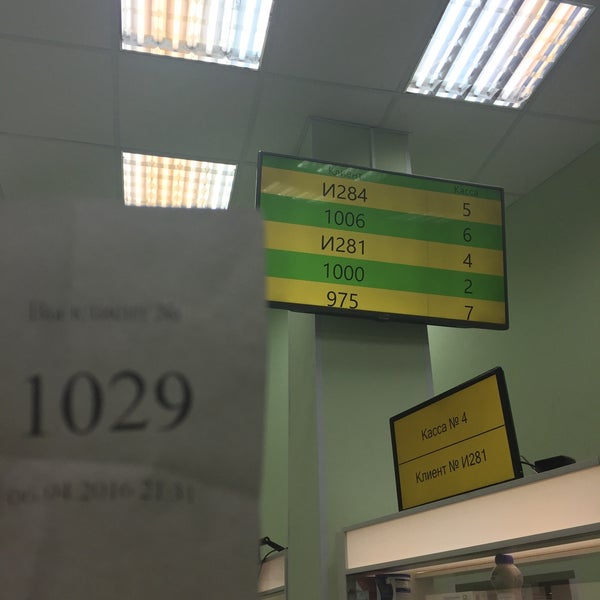 Вы клиент №
1029
06.04.2016 21:31
Клиент Касса
И284 5
1006 6
И281 4
1000 2
975 7
Касса № 4
Клиент № И281